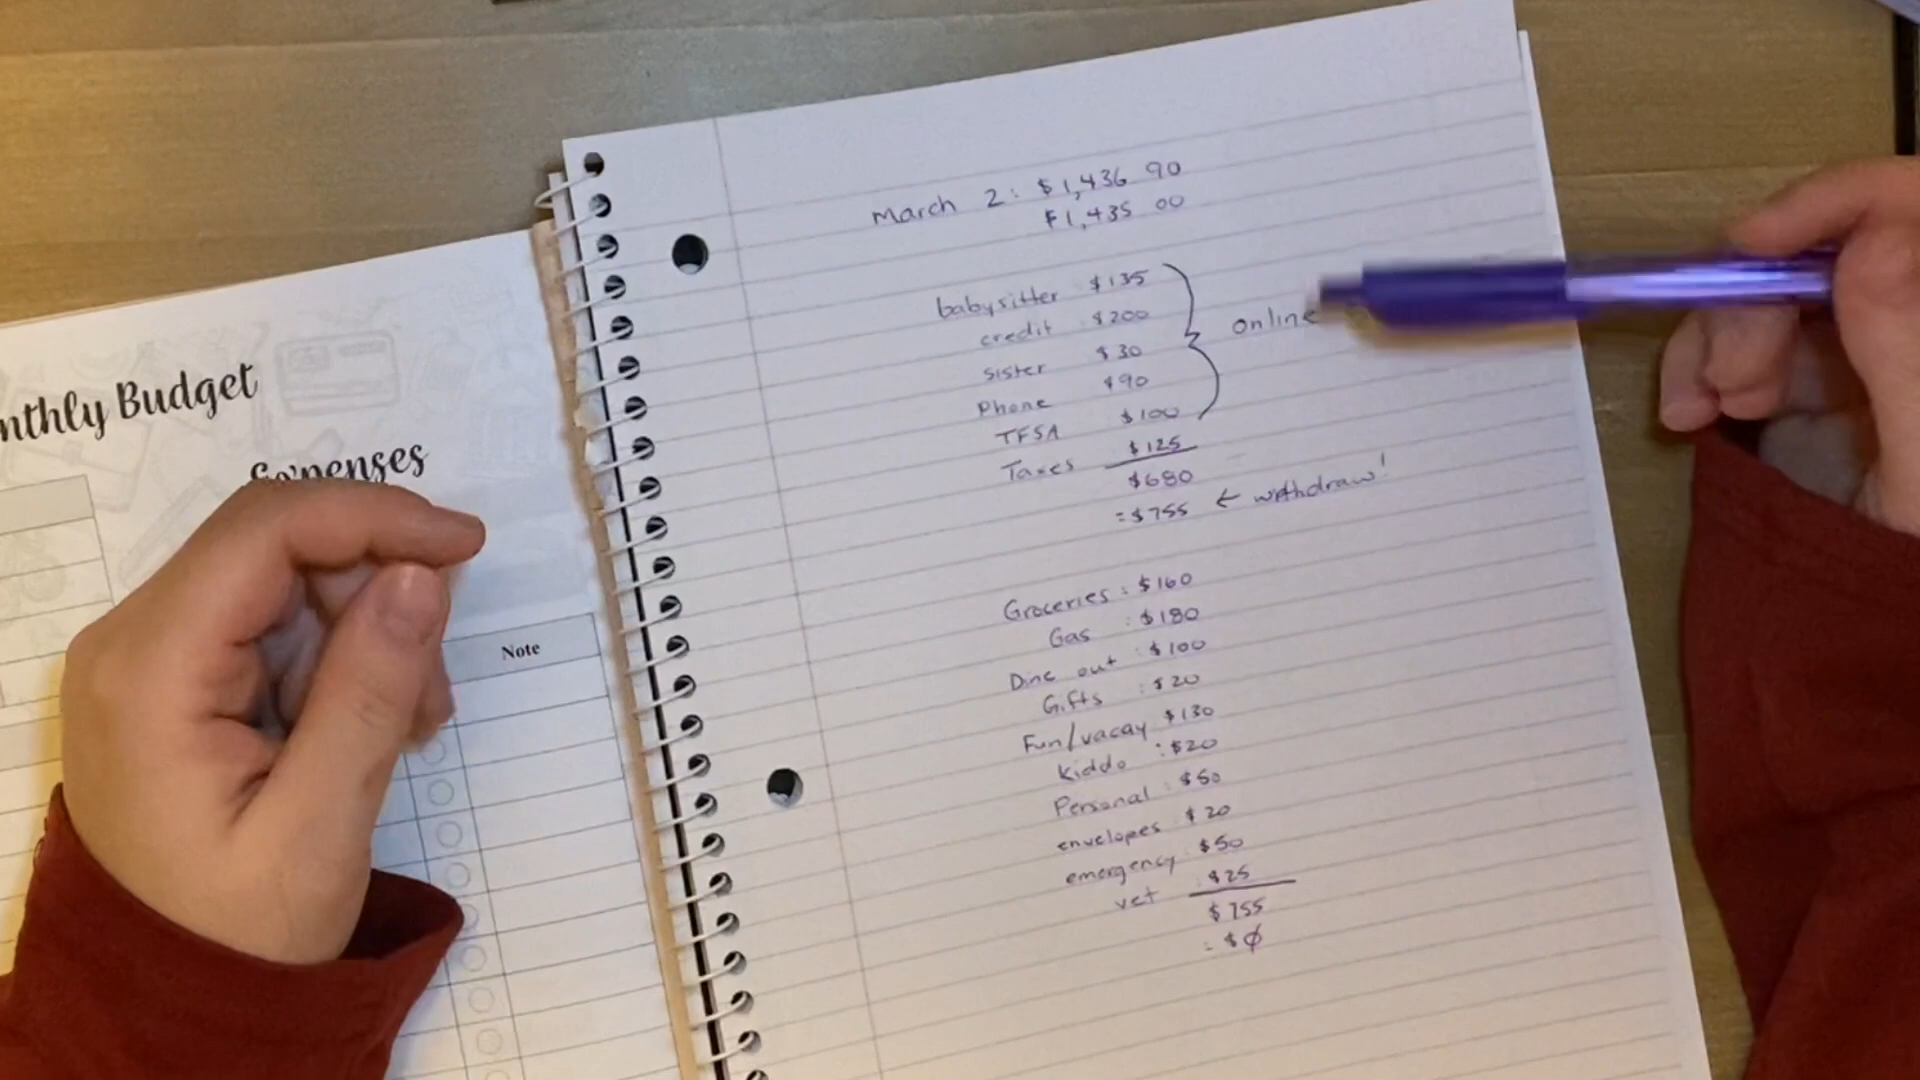 nthly Budget
Expenses
Note
March 2: $1,436 90
$1,435 00
babysitter $135
credit $200
sister $30
Phone $90
TFSA $100
Taxes $125
$680
= $755 ← withdraw!
online
Groceries: $160
Gas : $180
Dine out : $100
Gifts : $20
Fun/vacay $130
kiddo : $20
Personal : $50
envelopes $20
emergency : $50
vet : $25
$755
= $0